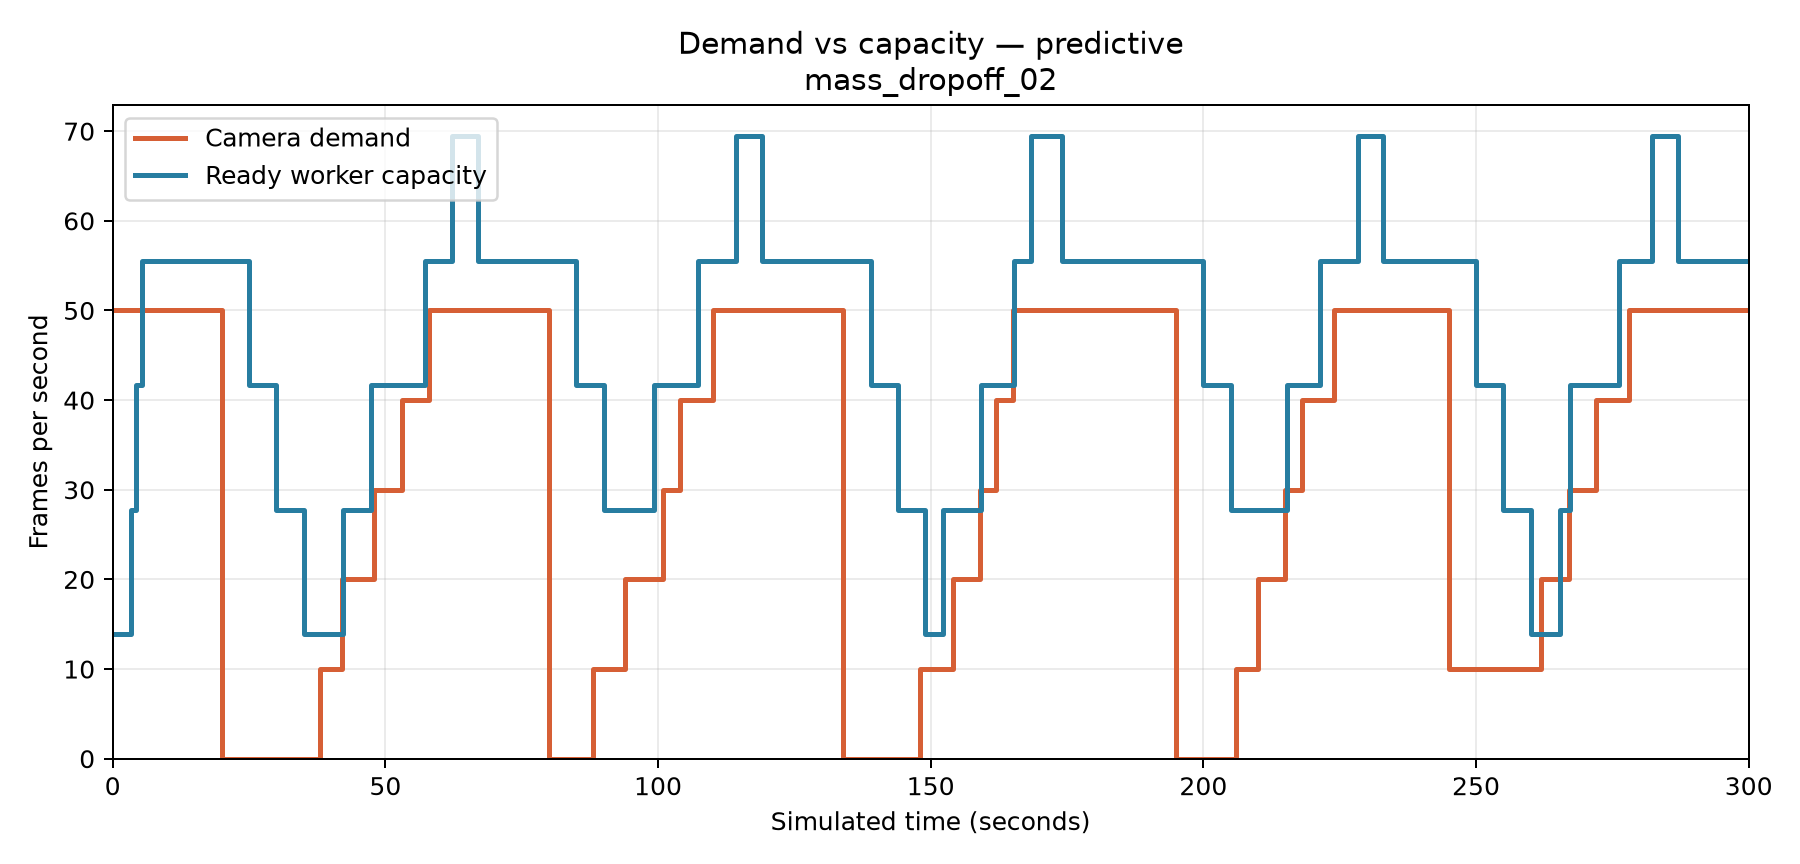 Demand vs capacity — predictive
mass_dropoff_02
Camera demand
Ready worker capacity
Frames per second
70
60
50
40
30
20
10
0
0 50 100 150 200 250 300
Simulated time (seconds)